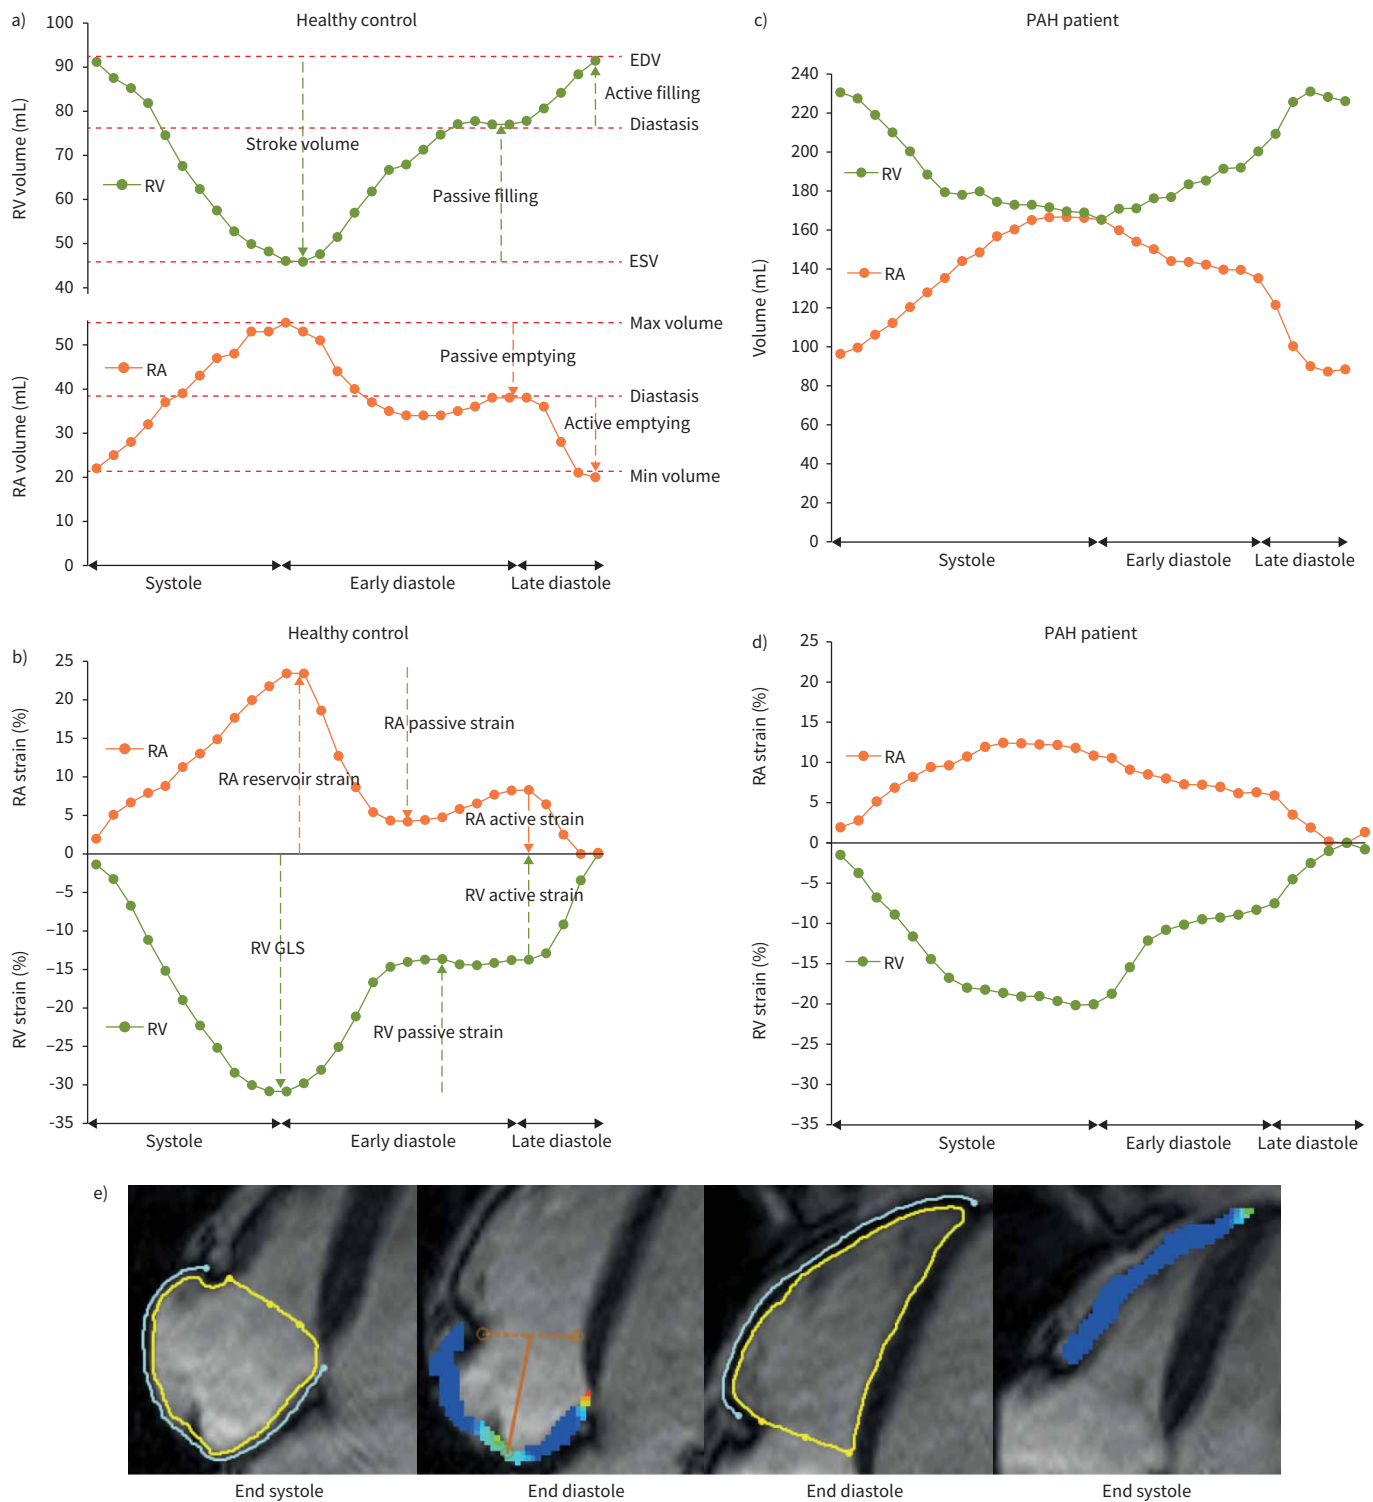 a)
Healthy control
100
90
80
70
60
50
40
RV volume (mL)
RV
Stroke volume
Passive filling
Active filling
EDV
Diastasis
ESV
50
40
30
20
10
0
RA volume (mL)
RA
Passive emptying
Active emptying
Max volume
Diastasis
Min volume
Systole
Early diastole
Late diastole
c)
PAH patient
240
220
200
180
160
140
120
100
80
60
40
20
0
Volume (mL)
RV
RA
Systole
Early diastole
Late diastole
b)
Healthy control
25
20
15
10
5
0
–5
–10
–15
–20
–25
–30
-35
RA strain (%)
RV strain (%)
RA
RA reservoir strain
RA passive strain
RA active strain
RV active strain
RV GLS
RV passive strain
RV
Systole
Early diastole
Late diastole
d)
PAH patient
25
20
15
10
5
0
–5
–10
–15
–20
–25
–30
–35
RA strain (%)
RV strain (%)
RA
RV
Systole
Early diastole
Late diastole
e)
End systole
End diastole
End diastole
End systole